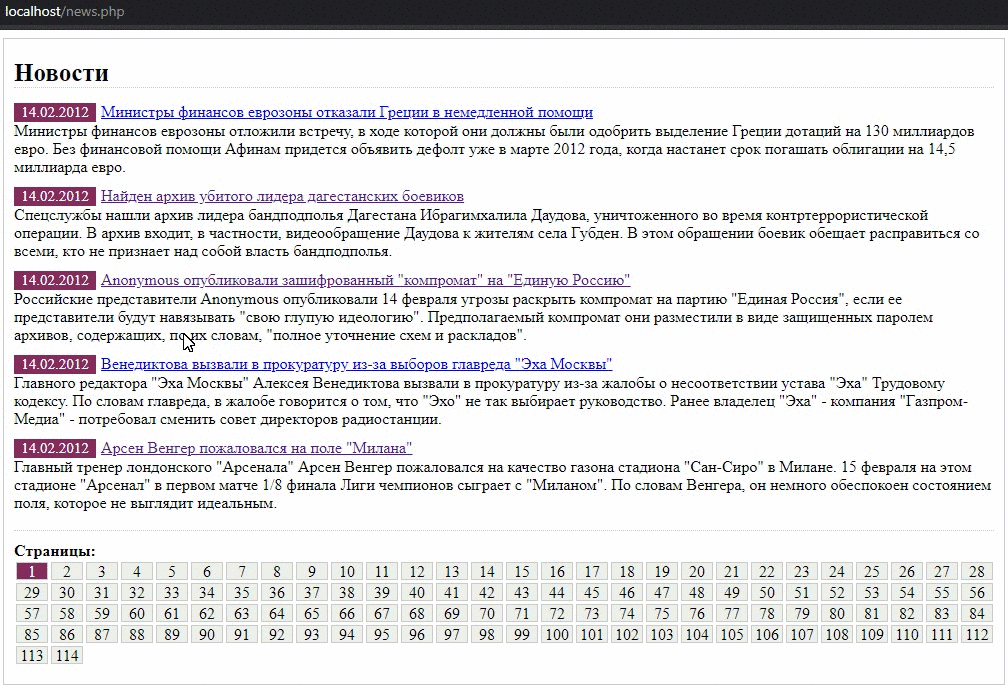 localhost/news.php
Новости
14.02.2012 Министры финансов еврозоны отказали Греции в немедленной помощи
Министры финансов еврозоны отложили встречу, в ходе которой они должны были одобрить выделение Греции дотаций на 130 миллиардов
евро. Без финансовой помощи Афинам придется объявить дефолт уже в марте 2012 года, когда настанет срок погашать облигации на 14,5
миллиарда евро.
14.02.2012 Найден архив убитого лидера дагестанских боевиков
Спецслужбы нашли архив лидера бандподполья Дагестана Ибрагимхалила Даудова, уничтоженного во время контртеррористической
операции. В архив входит, в частности, видеообращение Даудова к жителям села Губден. В этом обращении боевик обещает расправиться со
всеми, кто не признает над собой власть бандподполья.
14.02.2012 Anonymous опубликовали зашифрованный "компромат" на "Единую Россию"
Российские представители Anonymous опубликовали 14 февраля угрозы раскрыть компромат на партию "Единая Россия", если ее
представители будут навязывать "свою глупую идеологию". Предполагаемый компромат они разместили в виде защищенных паролем
архивов, содержащих, по их словам, "полное уточнение схем и раскладов".
14.02.2012 Венедиктова вызвали в прокуратуру из-за выборов главреда "Эха Москвы"
Главного редактора "Эха Москвы" Алексея Венедиктова вызвали в прокуратуру из-за жалобы о несоответствии устава "Эха" Трудовому
кодексу. По словам главреда, в жалобе говорится о том, что "Эхо" не так выбирает руководство. Ранее владелец "Эха" - компания "Газпром-
Медиа" - потребовал сменить совет директоров радиостанции.
14.02.2012 Арсен Венгер пожаловался на поле "Милана"
Главный тренер лондонского "Арсенала" Арсен Венгер пожаловался на качество газона стадиона "Сан-Сиро" в Милане. 15 февраля на этом
стадионе "Арсенал" в первом матче 1/8 финала Лиги чемпионов сыграет с "Миланом". По словам Венгера, он немного обеспокоен состоянием
поля, которое не выглядит идеальным.
Страницы:
1 2 3 4 5 6 7 8 9 10 11 12 13 14 15 16 17 18 19 20 21 22 23 24 25 26 27 28
29 30 31 32 33 34 35 36 37 38 39 40 41 42 43 44 45 46 47 48 49 50 51 52 53 54 55 56
57 58 59 60 61 62 63 64 65 66 67 68 69 70 71 72 73 74 75 76 77 78 79 80 81 82 83 84
85 86 87 88 89 90 91 92 93 94 95 96 97 98 99 100 101 102 103 104 105 106 107 108 109 110 111 112
113 114